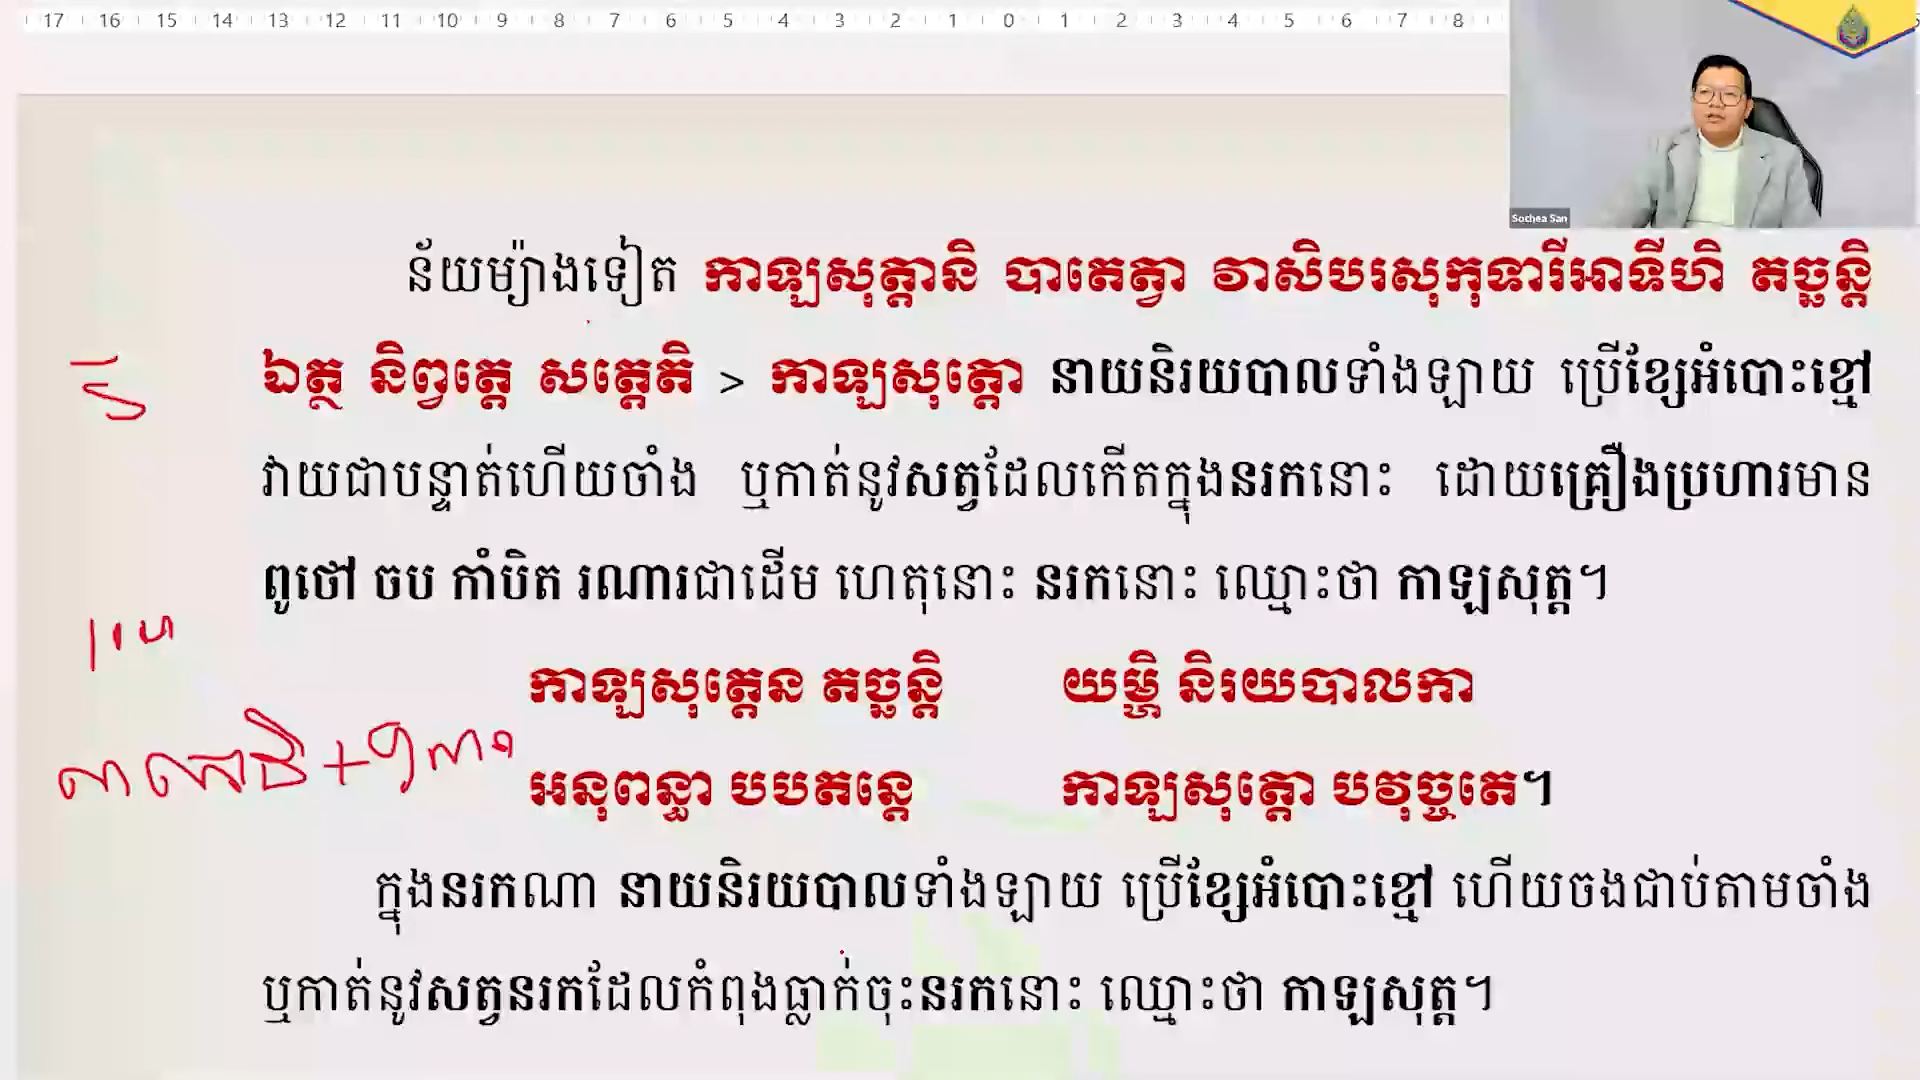 17 16 15 14 13 12 11 10 9 8 7 6 5 4 3 2 1 0 1 2 3 4 5 6 7 8
Sochea San
ន័យម្យ៉ាងទៀត កាឡសុត្តានិ បាតេត្វា វាសិបរសុកុទារីអាទីហិ តច្ឆន្តិ
ឯត្ថ និព្វត្តេ សត្តេតិ > កាឡសុត្តោ នាយនិរយបាលទាំងឡាយ ប្រើខ្សែអំបោះខ្មៅ
វាយជាបន្ទាត់ហើយចាំង ឬកាត់នូវសត្វដែលកើតក្នុងនរកនោះ ដោយគ្រឿងប្រហារមាន
ពូថៅ ចប កាំបិត រណារជាដើម ហេតុនោះ នរកនោះ ឈ្មោះថា កាឡសុត្ត។
កាឡសុត្តេន តច្ឆន្តិ យម្ហិ និរយបាលកា
អនុពន្ធា បបតន្តេ កាឡសុត្តោ បវុច្ចតេ។
ក្នុងនរកណា នាយនិរយបាលទាំងឡាយ ប្រើខ្សែអំបោះខ្មៅ ហើយចងជាប់តាមចាំង
ឬកាត់នូវសត្វនរកដែលកំពុងធ្លាក់ចុះនរកនោះ ឈ្មោះថា កាឡសុត្ត។